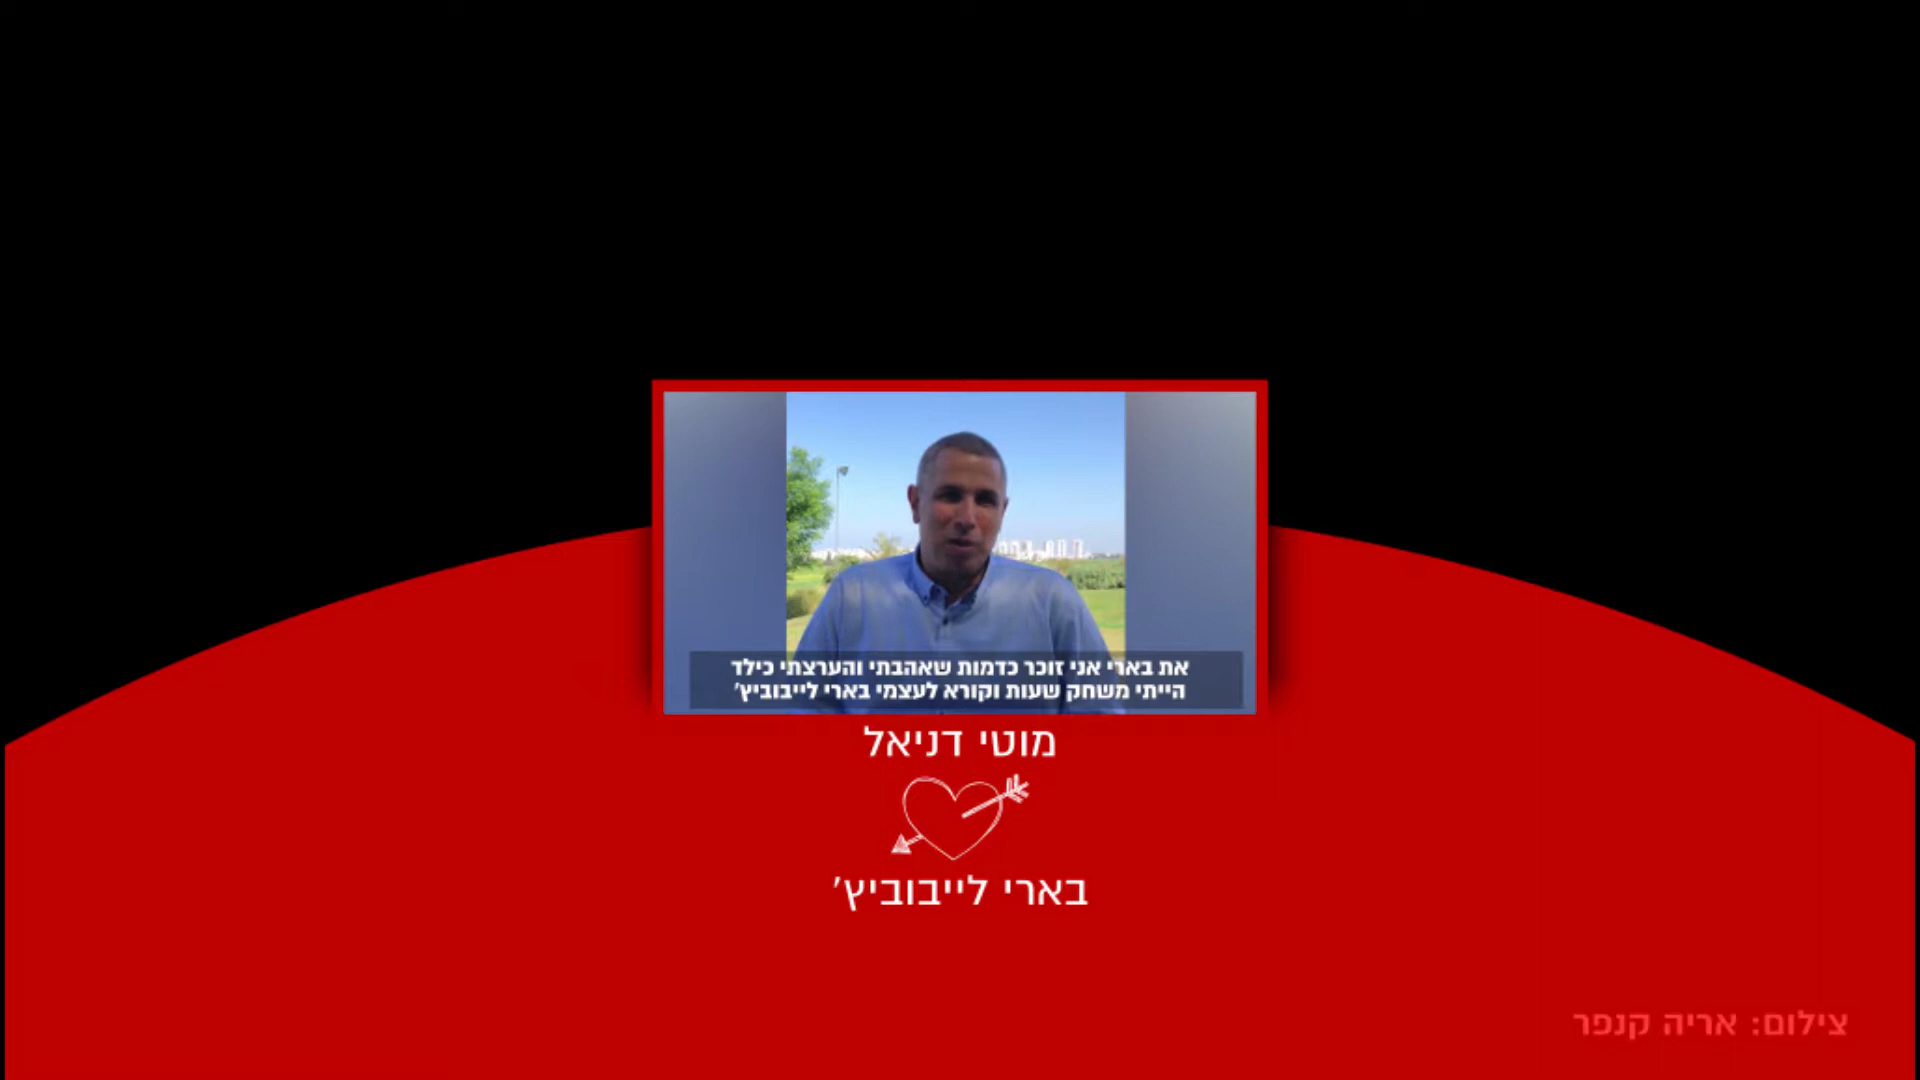 את בארי אני זוכר כדמות שאהבתי והערצתי כילד
הייתי משחק שעות וקורא לעצמי בארי לייבוביץ'
מוטי דניאל
בארי לייבוביץ'
צילום: אריה קנפר